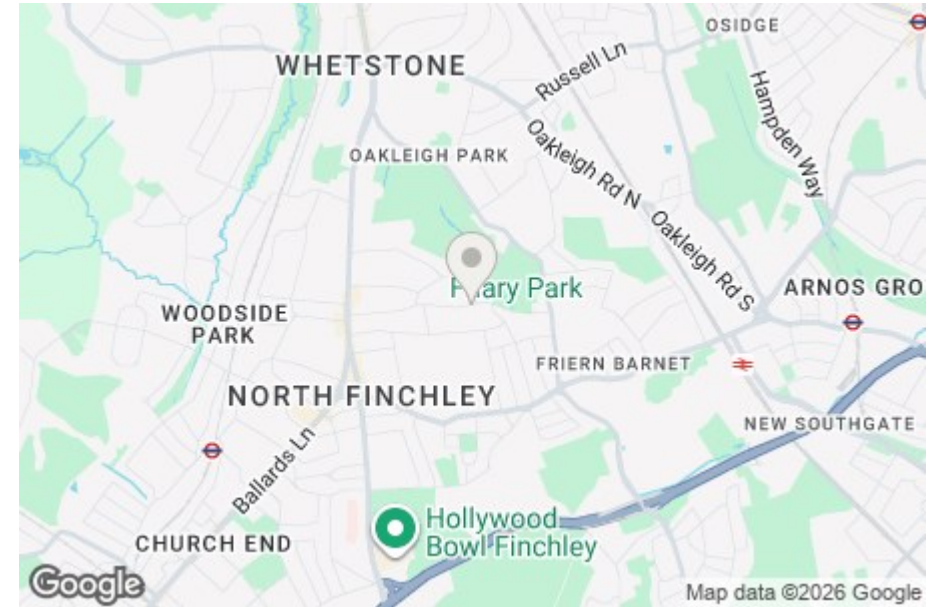 OSIDGE
WHETSTONE
Russell Ln
Hampden Way
OAKLEIGH PARK
Oakleigh Rd N
Oakleigh Rd S
Friary Park
ARNOS GRO
WOODSIDE
PARK
FRIERN BARNET
NORTH FINCHLEY
NEW SOUTHGATE
Ballards Ln
Hollywood
Bowl Finchley
CHURCH END
Google
Map data ©2026 Google